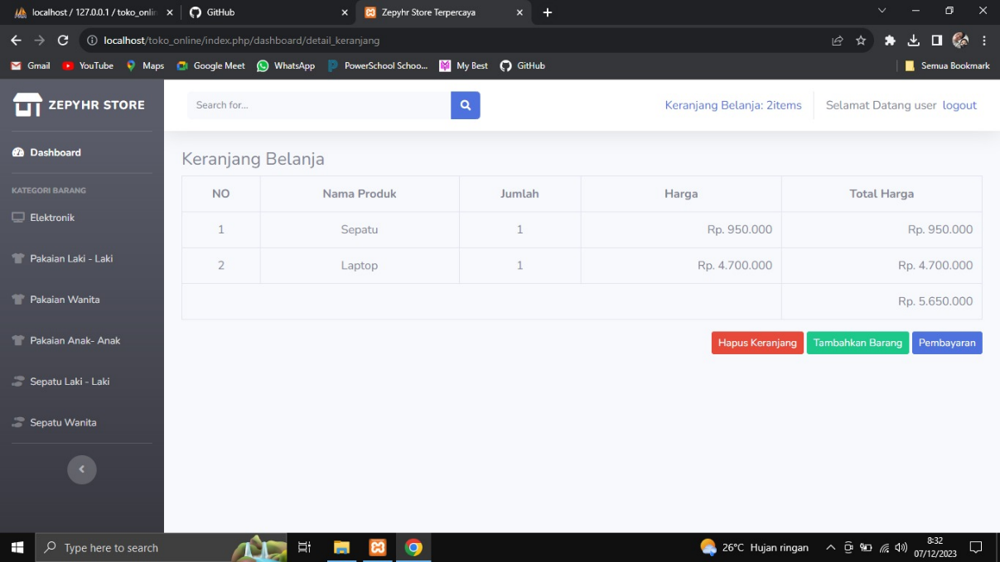 localhost / 127.0.0.1 / toko_onlin
GitHub
Zepyhr Store Terpercaya
localhost/toko_online/index.php/dashboard/detail_keranjang
Gmail YouTube Maps Google Meet WhatsApp PowerSchool Schoo... My Best GitHub Semua Bookmark
ZEPYHR STORE
Search for...
Keranjang Belanja: 2items
Selamat Datang user logout
Dashboard
KATEGORI BARANG
Elektronik
Pakaian Laki - Laki
Pakaian Wanita
Pakaian Anak- Anak
Sepatu Laki - Laki
Sepatu Wanita
Keranjang Belanja
NO Nama Produk Jumlah Harga Total Harga
1 Sepatu 1 Rp. 950.000 Rp. 950.000
2 Laptop 1 Rp. 4.700.000 Rp. 4.700.000
Rp. 5.650.000
Hapus Keranjang Tambahkan Barang Pembayaran
Type here to search
26°C Hujan ringan
8:32
07/12/2023